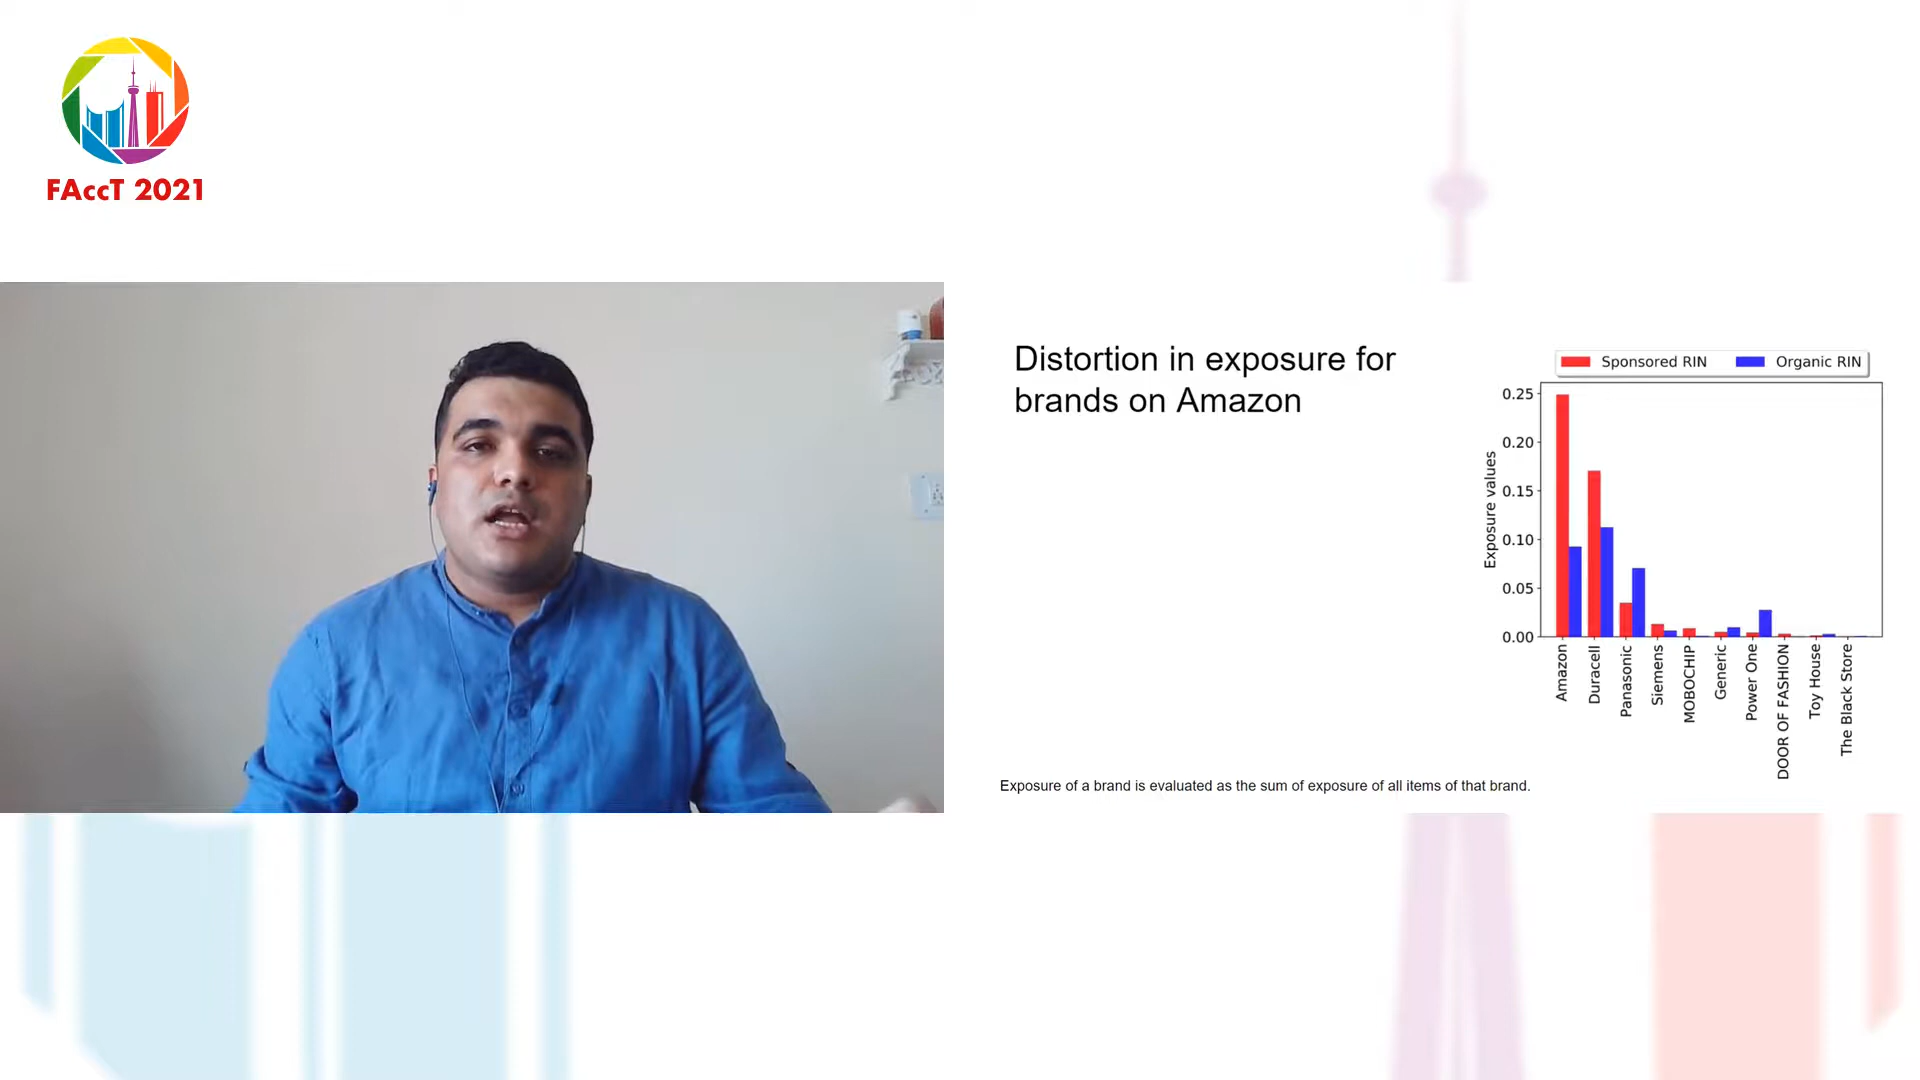 FAccT 2021
Distortion in exposure for
brands on Amazon
Sponsored RIN
Organic RIN
Exposure values
0.25
0.20
0.15
0.10
0.05
0.00
Amazon
Duracell
Panasonic
Siemens
MOBOCHIP
Generic
Power One
DOOR OF FASHION
Toy House
The Black Store
Exposure of a brand is evaluated as the sum of exposure of all items of that brand.